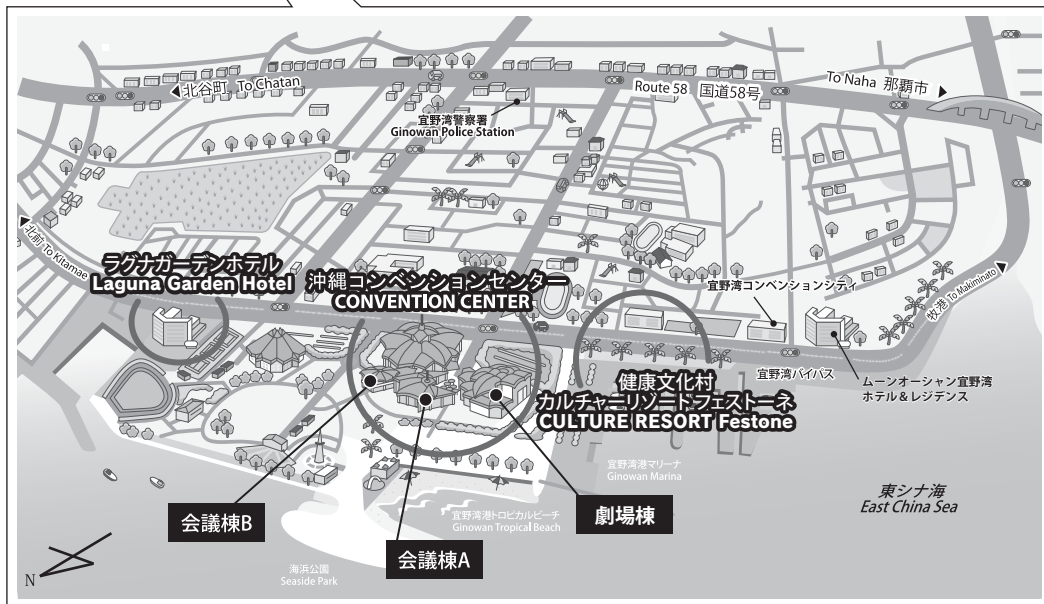 北谷町 To Chatan
Route 58 国道58号
To Naha 那覇市
宜野湾警察署
Ginowan Police Station
北前 To Kitamae
ラグナガーデンホテル
Laguna Garden Hotel
沖縄コンベンションセンター
CONVENTION CENTER
宜野湾コンベンションシティ
牧港 To Makiminato
宜野湾バイパス
ムーンオーシャン宜野湾
ホテル&レジデンス
健康文化村
カルチャーリゾートフェストーネ
CULTURE RESORT Festone
宜野湾港マリーナ
Ginowan Marina
東シナ海
East China Sea
会議棟B
会議棟A
劇場棟
宜野湾港トロピカルビーチ
Ginowan Tropical Beach
海浜公園
Seaside Park
N